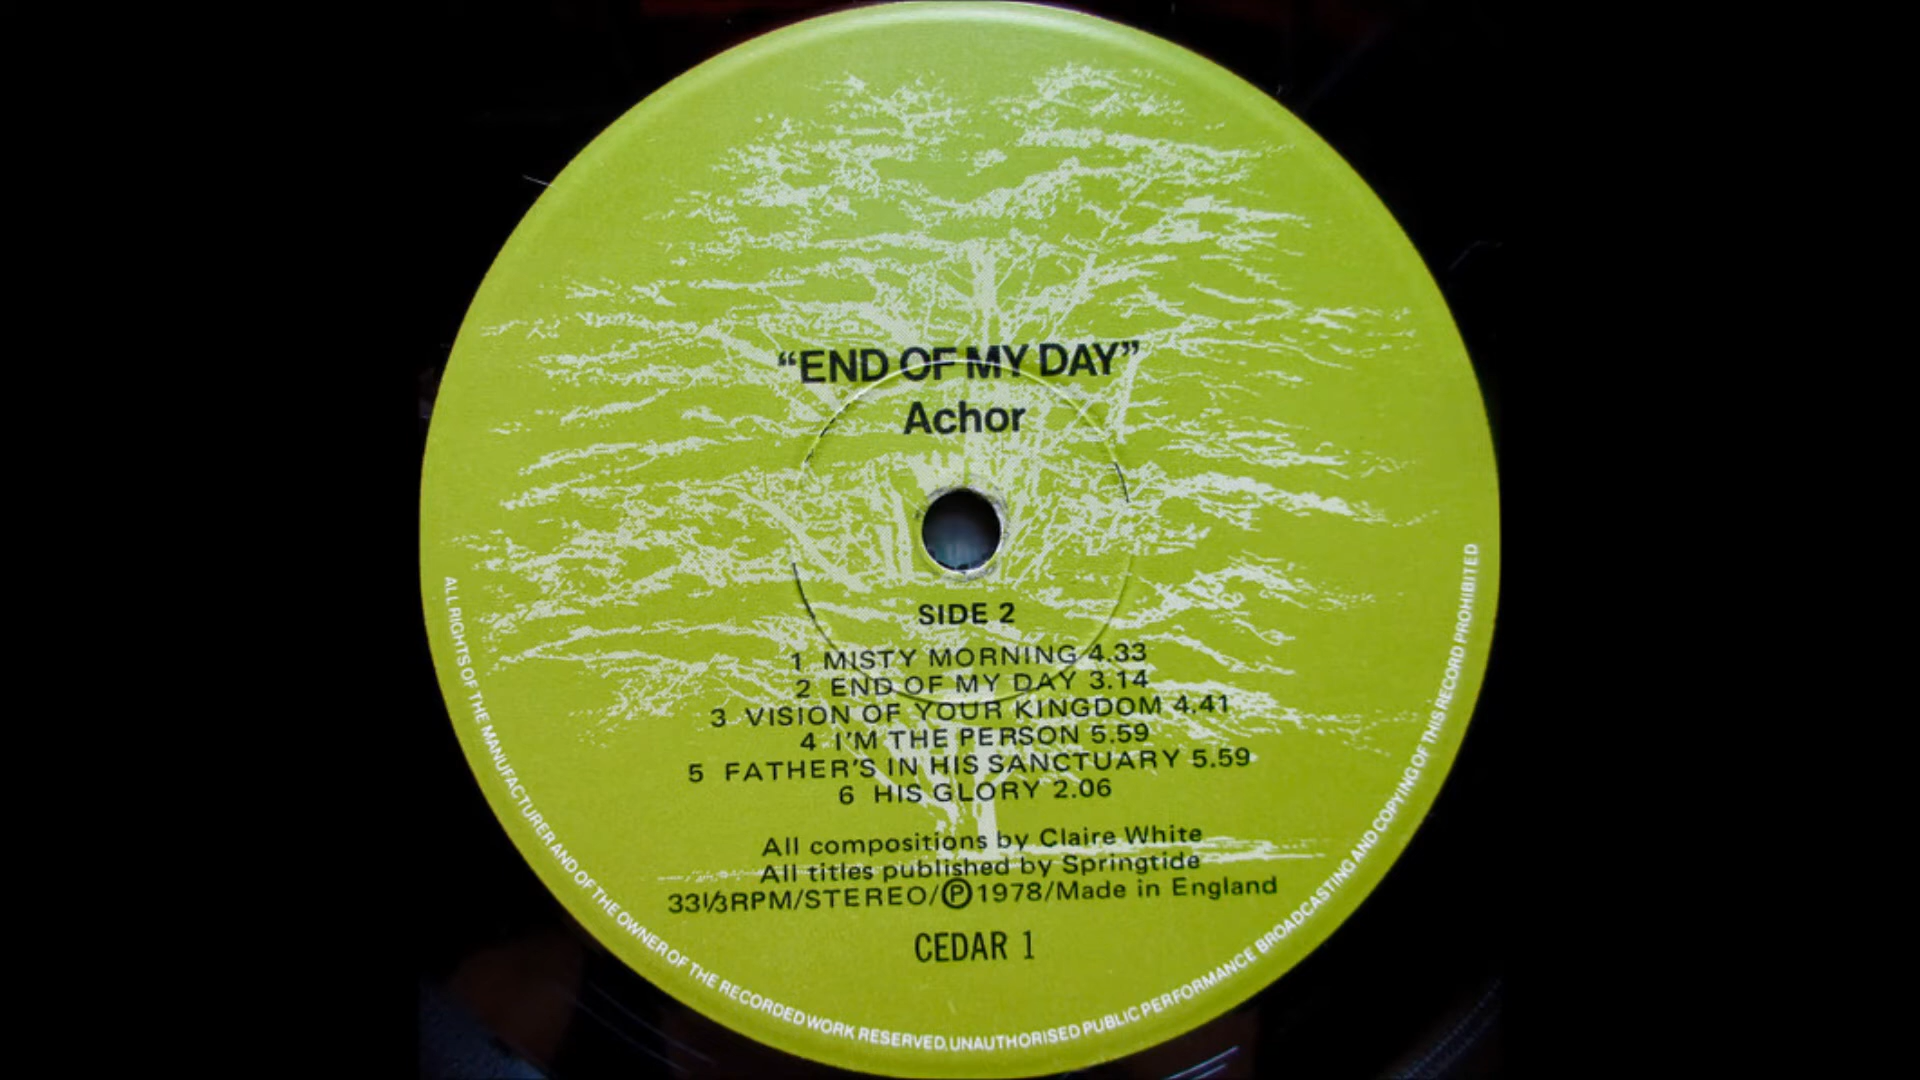 “END OF MY DAY”
Achor
SIDE 2
1 MISTY MORNING 4.33
2 END OF MY DAY 3.14
3 VISION OF YOUR KINGDOM 4.41
4 I'M THE PERSON 5.59
5 FATHER'S IN HIS SANCTUARY 5.59
6 HIS GLORY 2.06
All compositions by Claire White
All titles published by Springtide
33⅓RPM/STEREO/Ⓟ1978/Made in England
CEDAR 1
ALL RIGHTS OF THE MANUFACTURER AND OF THE OWNER OF THE RECORDED WORK RESERVED. UNAUTHORISED PUBLIC PERFORMANCE BROADCASTING AND COPYING OF THIS RECORD PROHIBITED